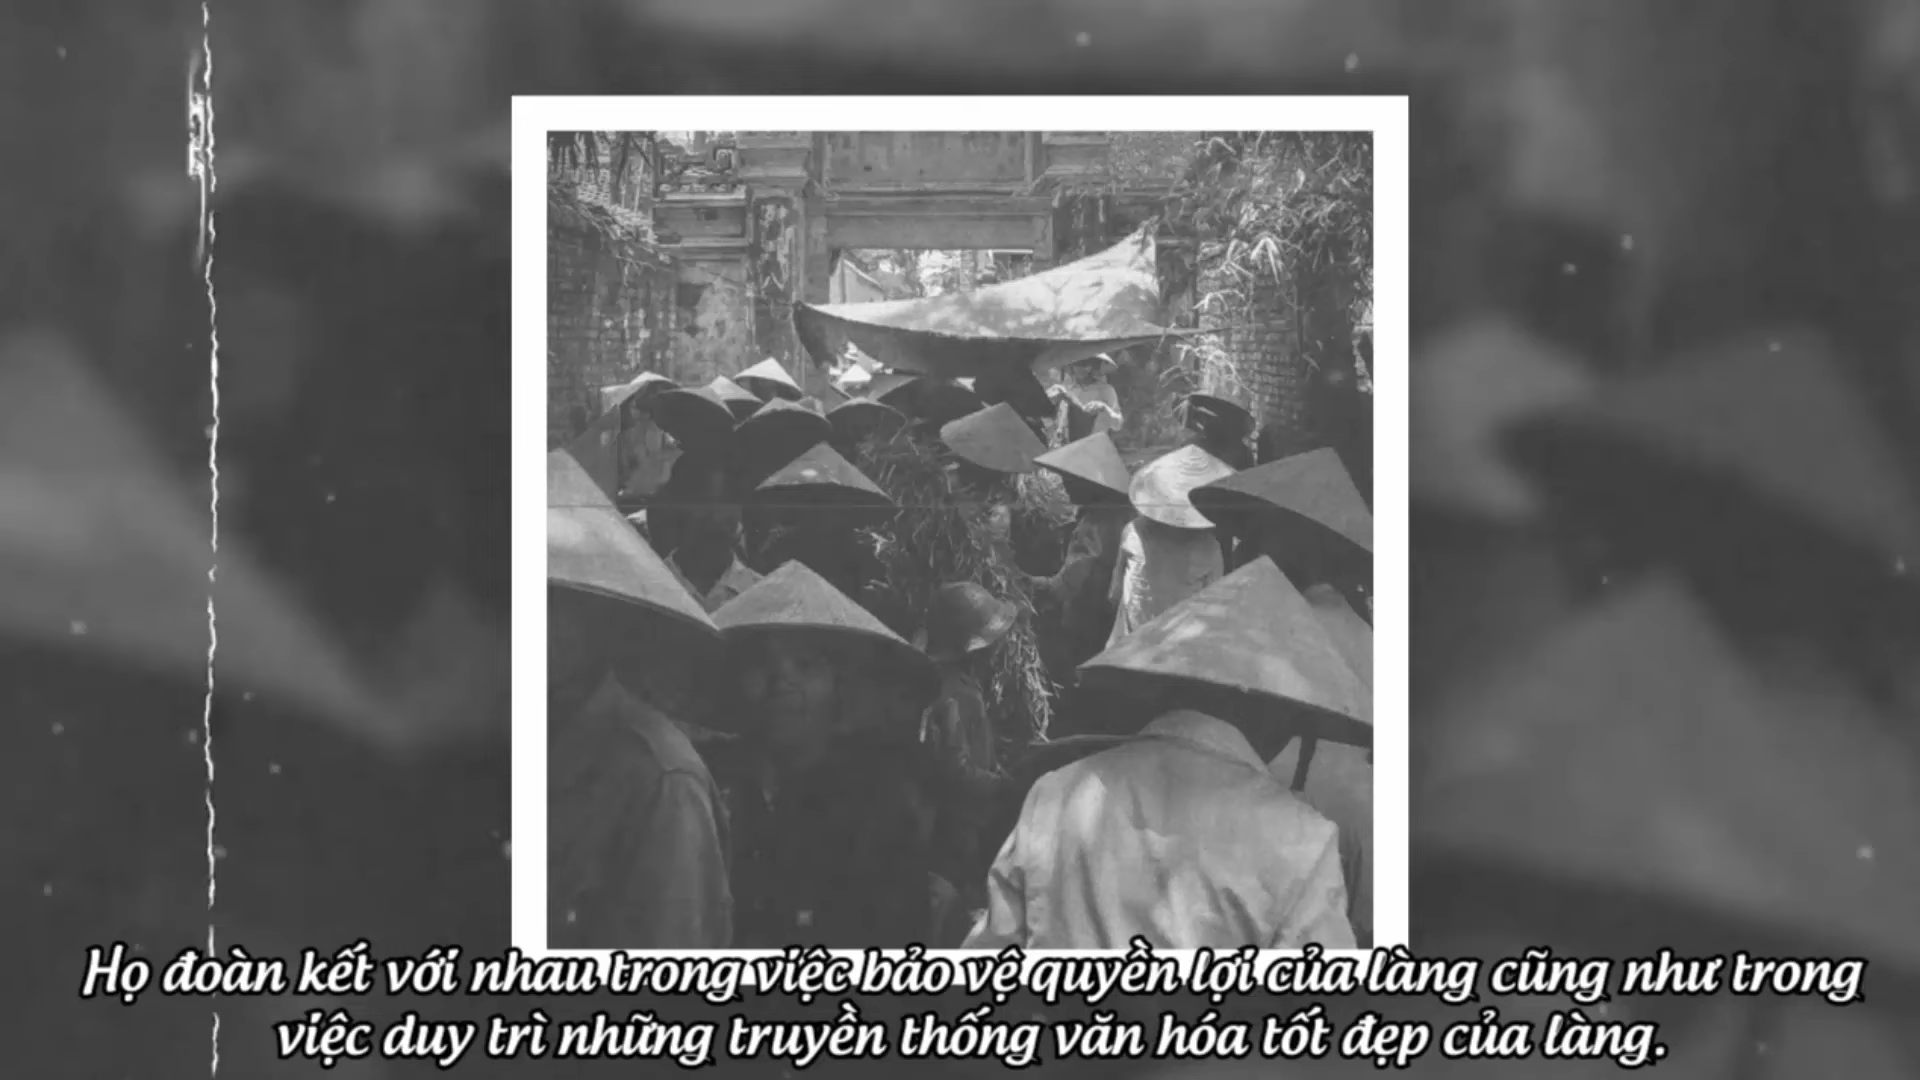 Họ đoàn kết với nhau trong việc bảo vệ quyền lợi của làng cũng như trong
việc duy trì những truyền thống văn hóa tốt đẹp của làng.